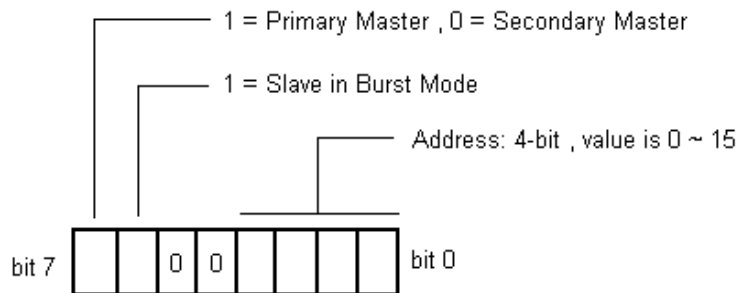 1 = Primary Master , 0 = Secondary Master
1 = Slave in Burst Mode
Address: 4-bit , value is 0 ~ 15
bit 7
0 0
bit 0